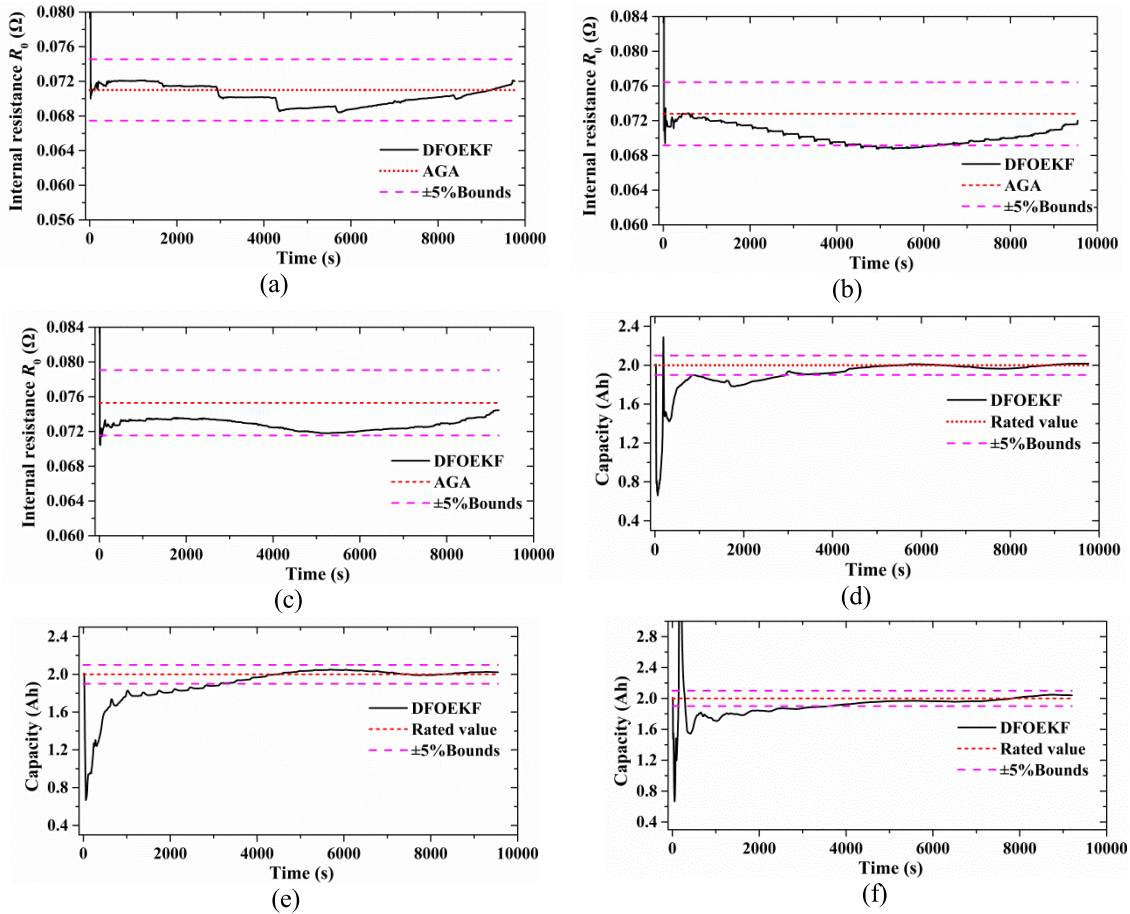 0.080
0.076
0.072
0.068
0.064
0.060
0.056
Internal resistance R0 (Ω)
DFOEKF
AGA
±5%Bounds
0 2000 4000 6000 8000 10000
Time (s)
(a)
0.084
0.080
0.076
0.072
0.068
0.064
0.060
Internal resistance R0 (Ω)
DFOEKF
AGA
±5%Bounds
0 2000 4000 6000 8000 10000
Time (s)
(b)
0.084
0.080
0.076
0.072
0.068
0.064
0.060
Internal resistance R0 (Ω)
DFOEKF
AGA
±5%Bounds
0 2000 4000 6000 8000 10000
Time (s)
(c)
2.4
2.0
1.6
1.2
0.8
0.4
Capacity (Ah)
DFOEKF
Rated value
±5%Bounds
0 2000 4000 6000 8000 10000
Time (s)
(d)
2.4
2.0
1.6
1.2
0.8
0.4
Capacity (Ah)
DFOEKF
Rated value
±5%Bounds
0 2000 4000 6000 8000 10000
Time (s)
(e)
2.8
2.4
2.0
1.6
1.2
0.8
0.4
Capacity (Ah)
DFOEKF
Rated value
±5%Bounds
0 2000 4000 6000 8000 10000
Time (s)
(f)